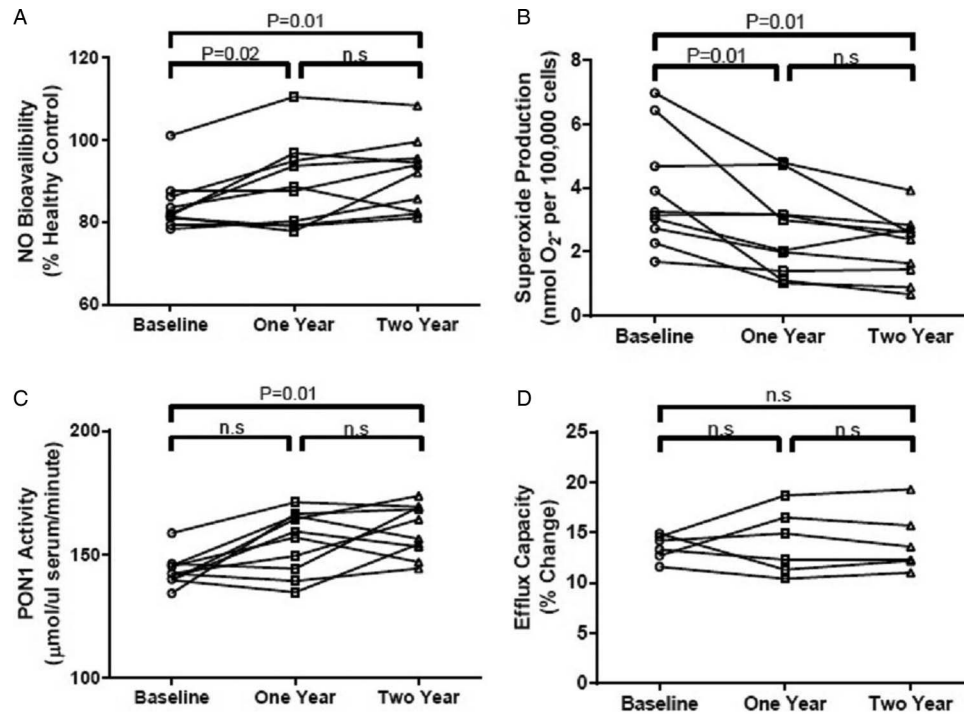 A
P=0.01
P=0.02
n.s
120
100
80
60
NO Bioavailibility
(% Healthy Control)
Baseline
One Year
Two Year
B
P=0.01
P=0.01
n.s
8
6
4
2
0
Superoxide Production
(nmol O2- per 100,000 cells)
Baseline
One Year
Two Year
C
P=0.01
n.s
n.s
200
150
100
PON1 Activity
(μmol/ul serum/minute)
Baseline
One Year
Two Year
D
n.s
n.s
n.s
25
20
15
10
5
0
Efflux Capacity
(% Change)
Baseline
One Year
Two Year